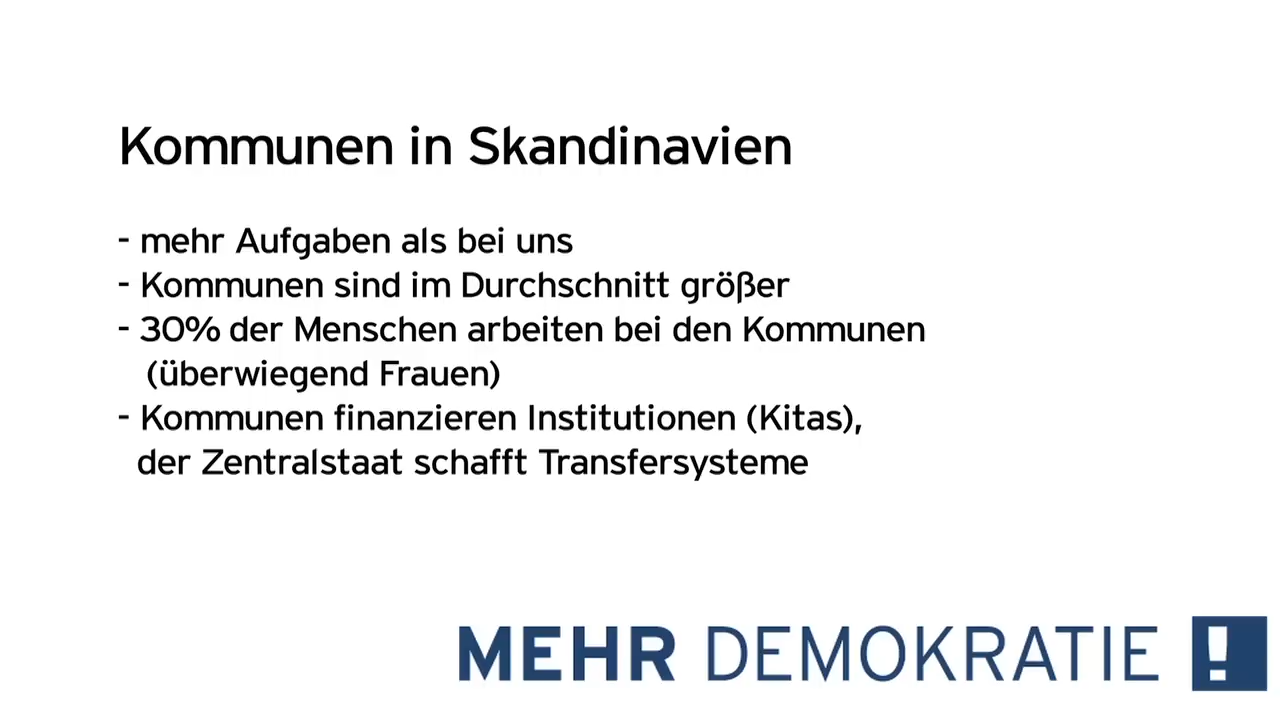 Kommunen in Skandinavien
- mehr Aufgaben als bei uns
- Kommunen sind im Durchschnitt größer
- 30% der Menschen arbeiten bei den Kommunen
(überwiegend Frauen)
- Kommunen finanzieren Institutionen (Kitas),
der Zentralstaat schafft Transfersysteme
MEHR DEMOKRATIE !